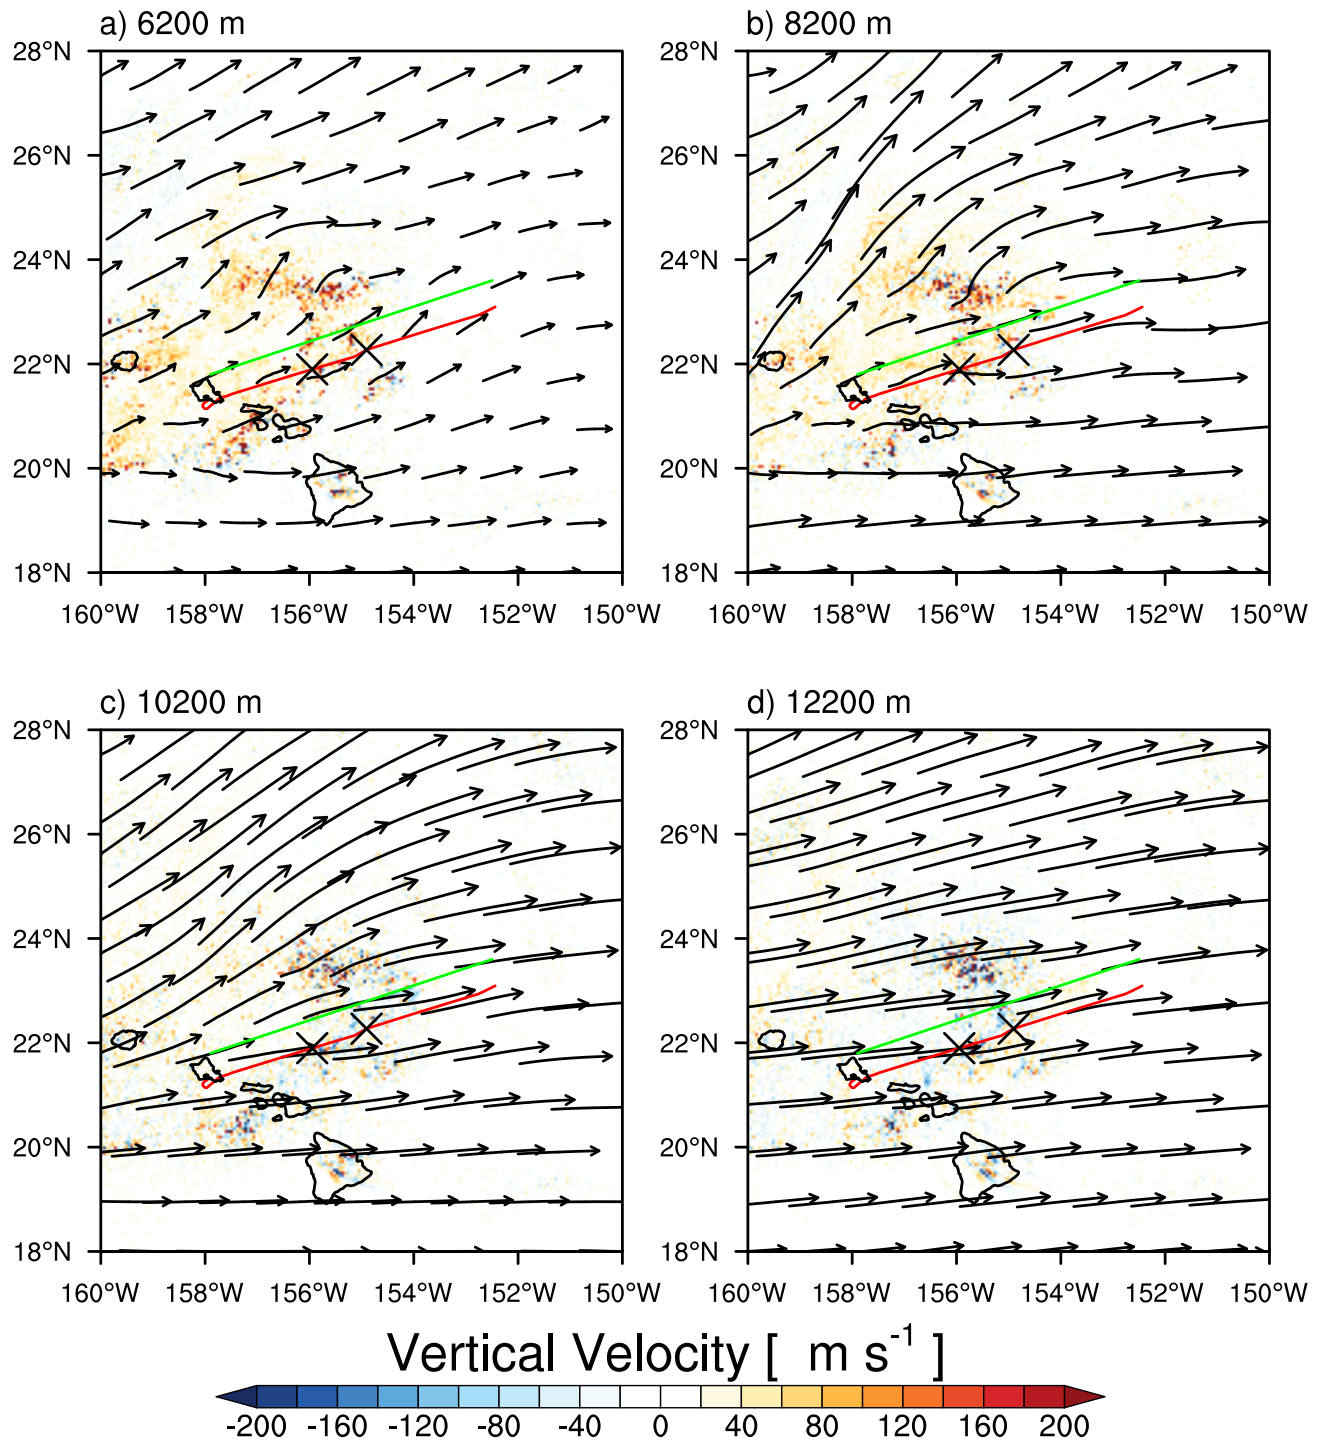 a) 6200 m
b) 8200 m
28°N
26°N
24°N
22°N
20°N
18°N
160°W 158°W 156°W 154°W 152°W 150°W
28°N
26°N
24°N
22°N
20°N
18°N
160°W 158°W 156°W 154°W 152°W 150°W
c) 10200 m
d) 12200 m
28°N
26°N
24°N
22°N
20°N
18°N
160°W 158°W 156°W 154°W 152°W 150°W
28°N
26°N
24°N
22°N
20°N
18°N
160°W 158°W 156°W 154°W 152°W 150°W
Vertical Velocity [ m s⁻¹ ]
-200 -160 -120 -80 -40 0 40 80 120 160 200